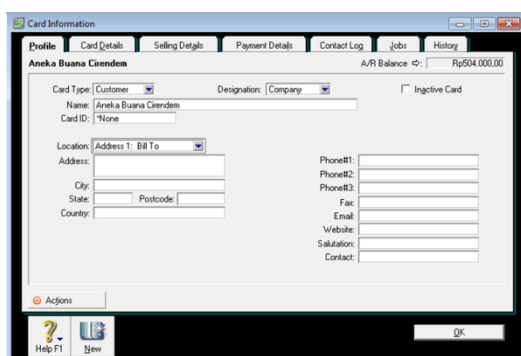 Card Information
Profile Card Details Selling Details Payment Details Contact Log Jobs History
Aneka Buana Cirendem A/R Balance ⇨: Rp504.000,00
Card Type: Customer Designation: Company Inactive Card
Name: Aneka Buana Cirendem
Card ID: *None
Location: Address 1: Bill To
Address: Phone#1:
Phone#2:
Phone#3:
City: Fax:
State: Postcode: Email:
Country: Website:
Salutation:
Contact:
Actions
Help F1 New OK